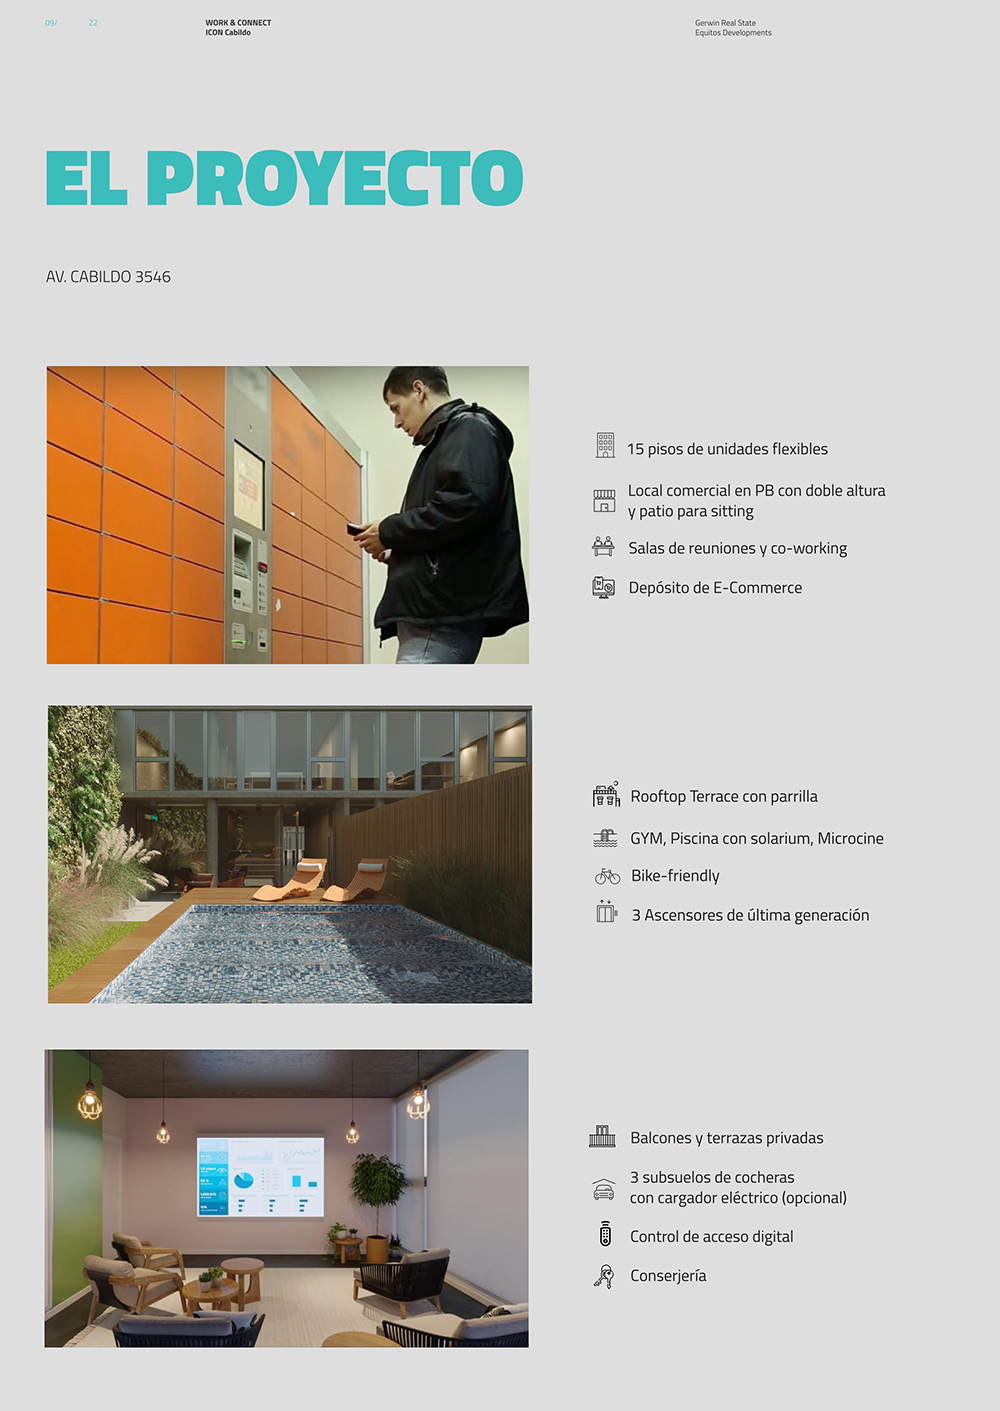 09/ 22
WORK & CONNECT
ICON Cabildo
Gerwin Real State
Equitos Developments
EL PROYECTO
AV. CABILDO 3546
15 pisos de unidades flexibles
Local comercial en PB con doble altura
y patio para sitting
Salas de reuniones y co-working
Depósito de E-Commerce
Rooftop Terrace con parrilla
GYM, Piscina con solarium, Microcine
Bike-friendly
3 Ascensores de última generación
Balcones y terrazas privadas
3 subsuelos de cocheras
con cargador eléctrico (opcional)
Control de acceso digital
Conserjería